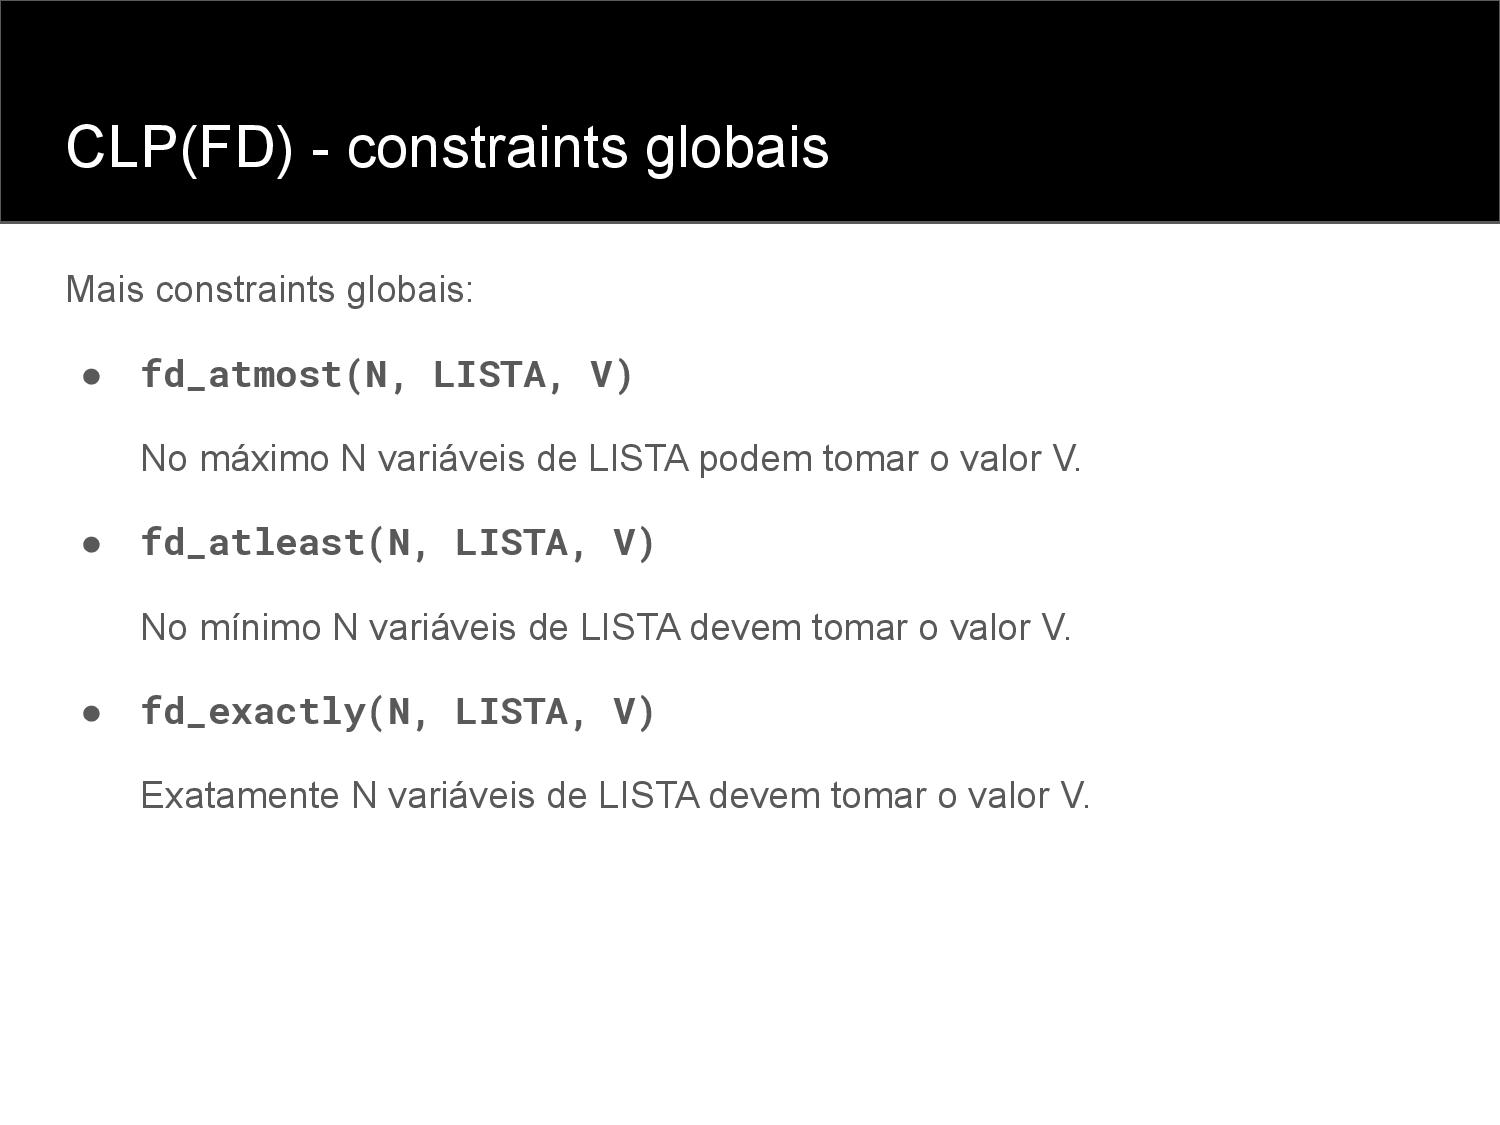 CLP(FD) - constraints globais
Mais constraints globais:
● fd_atmost(N, LISTA, V)
No máximo N variáveis de LISTA podem tomar o valor V.
● fd_atleast(N, LISTA, V)
No mínimo N variáveis de LISTA devem tomar o valor V.
● fd_exactly(N, LISTA, V)
Exatamente N variáveis de LISTA devem tomar o valor V.